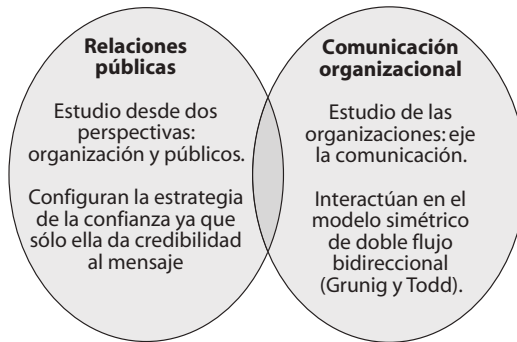 Relaciones
públicas
Estudio desde dos
perspectivas:
organización y públicos.
Configuran la estrategia
de la confianza ya que
sólo ella da credibilidad
al mensaje
Comunicación
organizacional
Estudio de las
organizaciones: eje
la comunicación.
Interactúan en el
modelo simétrico
de doble flujo
bidireccional
(Grunig y Todd).